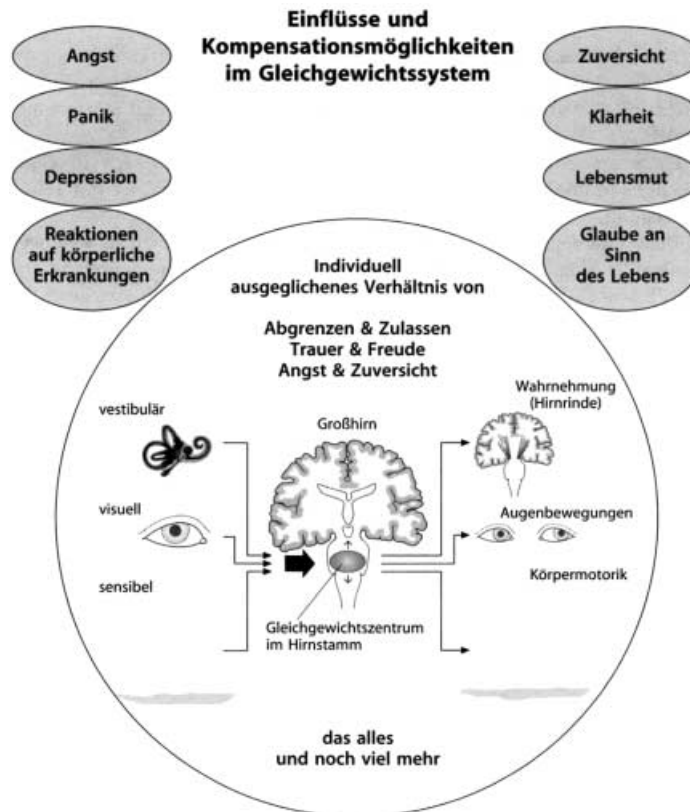 Einflüsse und
Kompensationsmöglichkeiten
im Gleichgewichtssystem
Angst
Panik
Depression
Reaktionen
auf körperliche
Erkrankungen
Zuversicht
Klarheit
Lebensmut
Glaube an
Sinn
des Lebens
Individuell
ausgeglichenes Verhältnis von
Abgrenzen & Zulassen
Trauer & Freude
Angst & Zuversicht
vestibulär
visuell
sensibel
Großhirn
Gleichgewichtszentrum
im Hirnstamm
Wahrnehmung
(Hirnrinde)
Augenbewegungen
Körpermotorik
das alles
und noch viel mehr